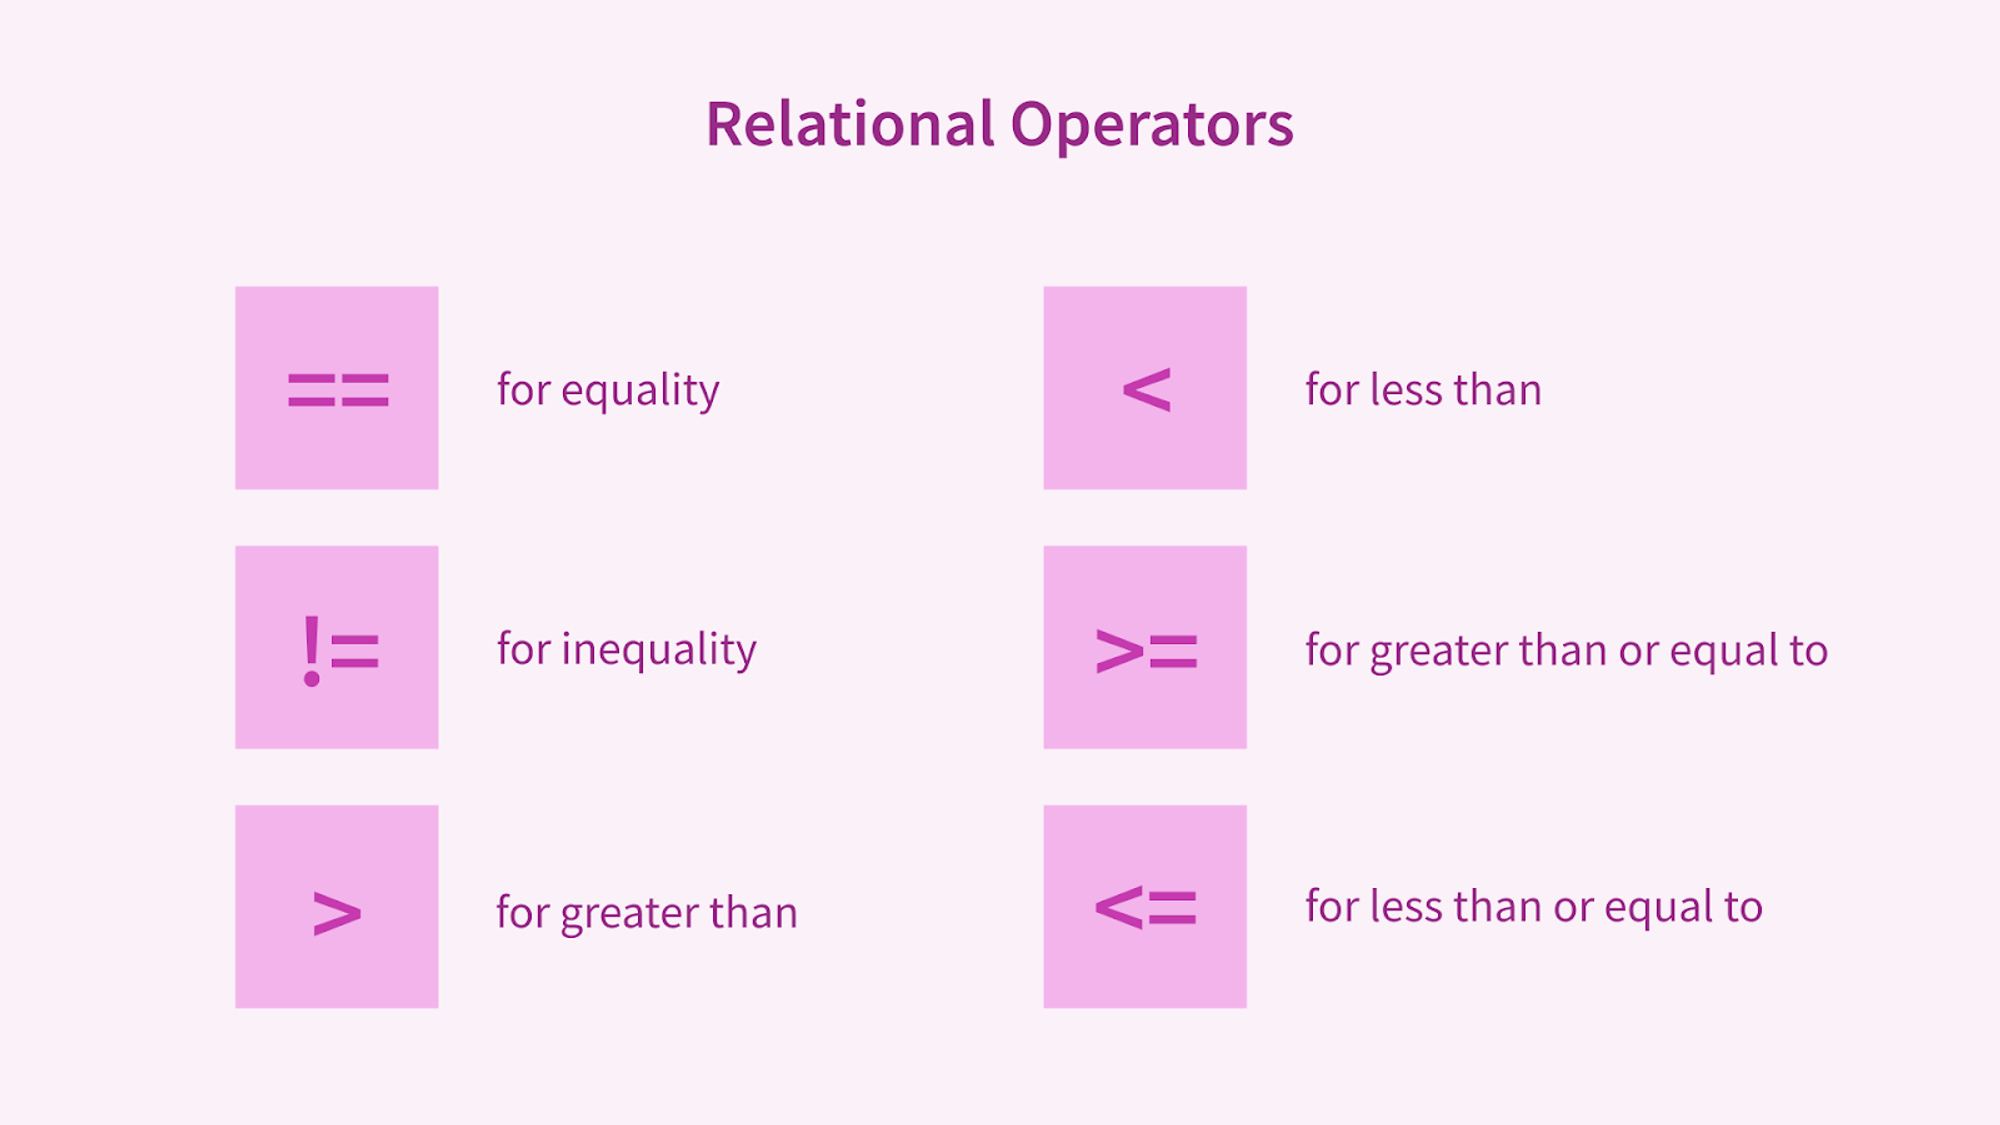 Relational Operators
== for equality
!= for inequality
> for greater than
< for less than
>= for greater than or equal to
<= for less than or equal to